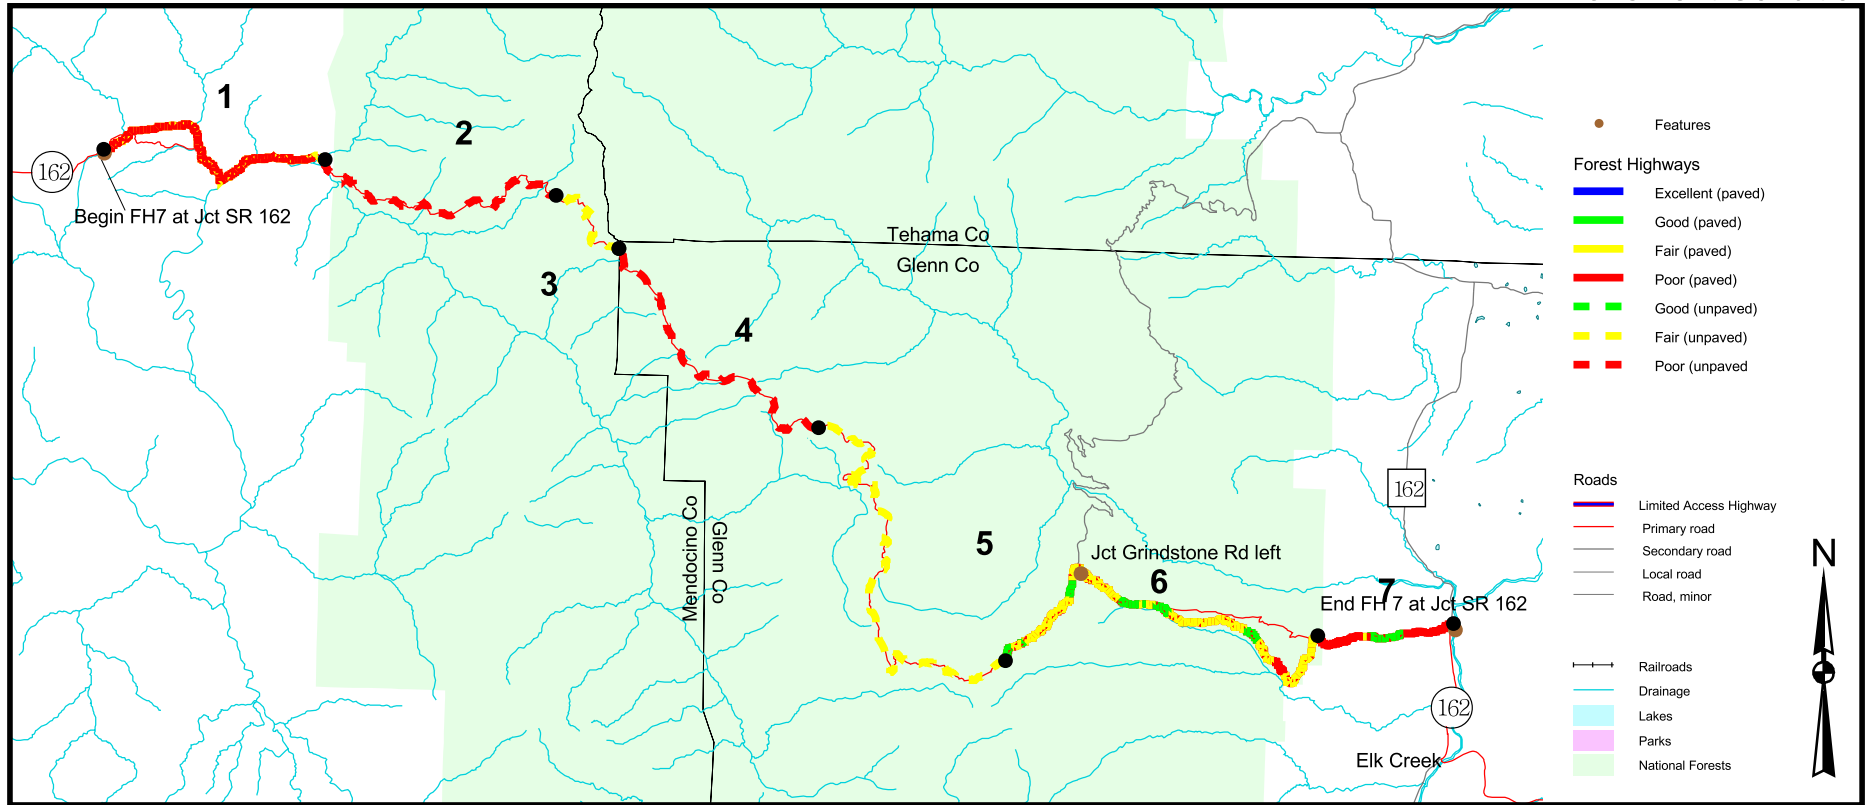 1
2
162
Begin FH7 at Jct SR 162
3
Tehama Co
Glenn Co
4
Mendocino Co
Glenn Co
5
Jct Grindstone Rd left
6
7
End FH 7 at Jct SR 162
162
162
Elk Creek
Features
Forest Highways
Excellent (paved)
Good (paved)
Fair (paved)
Poor (paved)
Good (unpaved)
Fair (unpaved)
Poor (unpaved
Roads
Limited Access Highway
Primary road
Secondary road
Local road
Road, minor
Railroads
Drainage
Lakes
Parks
National Forests
N